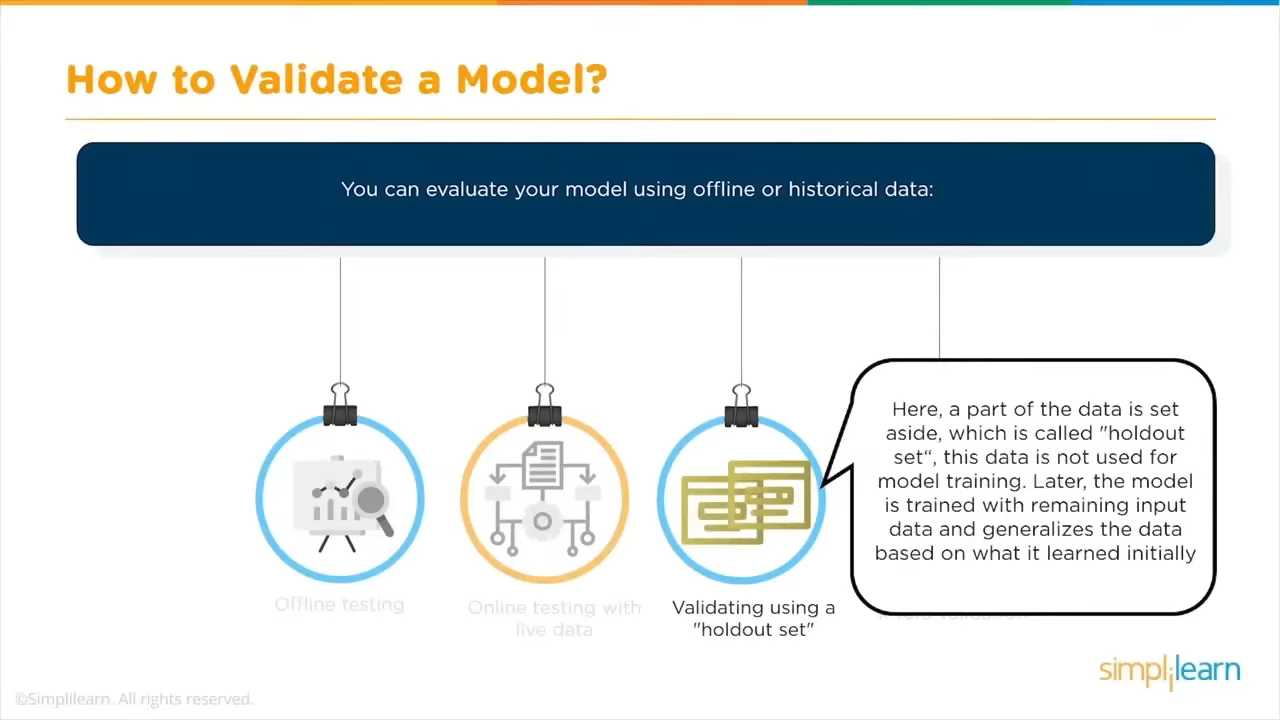 How to Validate a Model?
You can evaluate your model using offline or historical data:
Here, a part of the data is set
aside, which is called "holdout
set“, this data is not used for
model training. Later, the model
is trained with remaining input
data and generalizes the data
based on what it learned initially
Offline testing
Online testing with
live data
Validating using a
"holdout set"
simplilearn
©Simplilearn. All rights reserved.